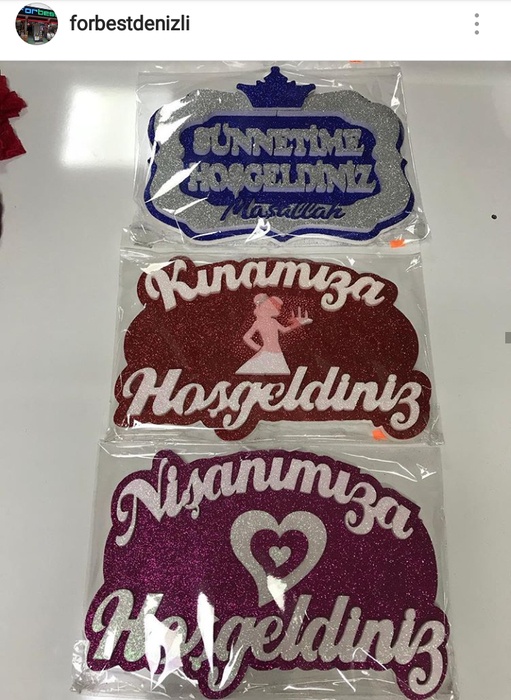 forbestdenizli
SÜNNETİME
HOŞGELDİNİZ
Maşallah
Kınamıza
Hoşgeldiniz
Nişanımıza
Hoşgeldiniz